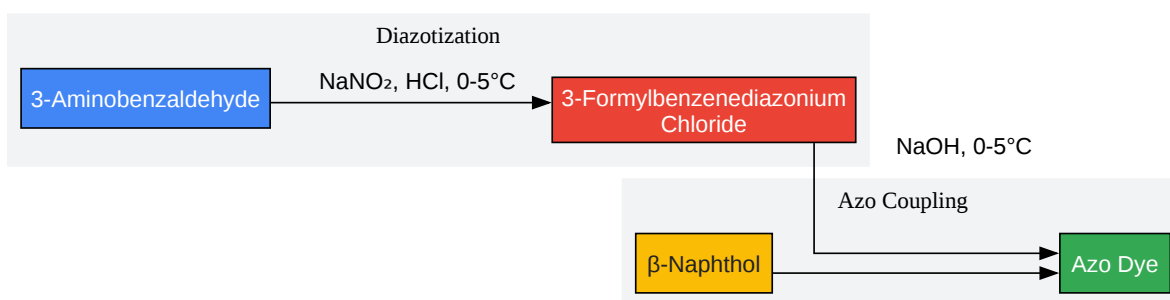 Diazotization
NaNO₂, HCl, 0-5°C
3-Aminobenzaldehyde
3-Formylbenzenediazonium
Chloride
NaOH, 0-5°C
Azo Coupling
β-Naphthol
Azo Dye